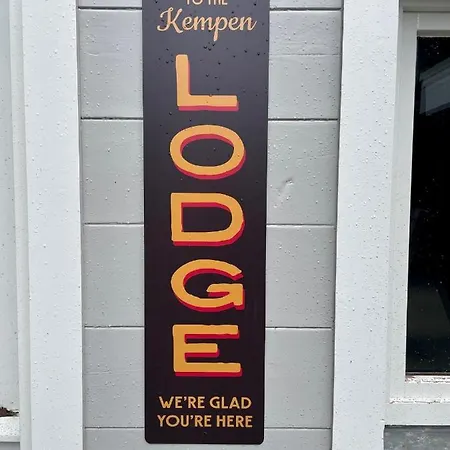 TO THE
Kempen
LODGE
WE'RE GLAD
YOU'RE HERE